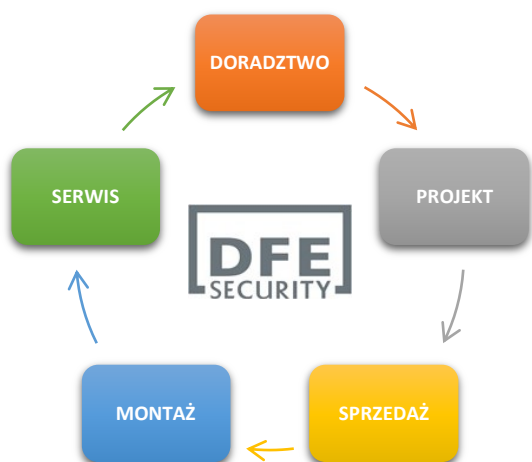 DORADZTWO
SERWIS
PROJEKT
DFE
SECURITY
MONTAŻ
SPRZEDAŻ